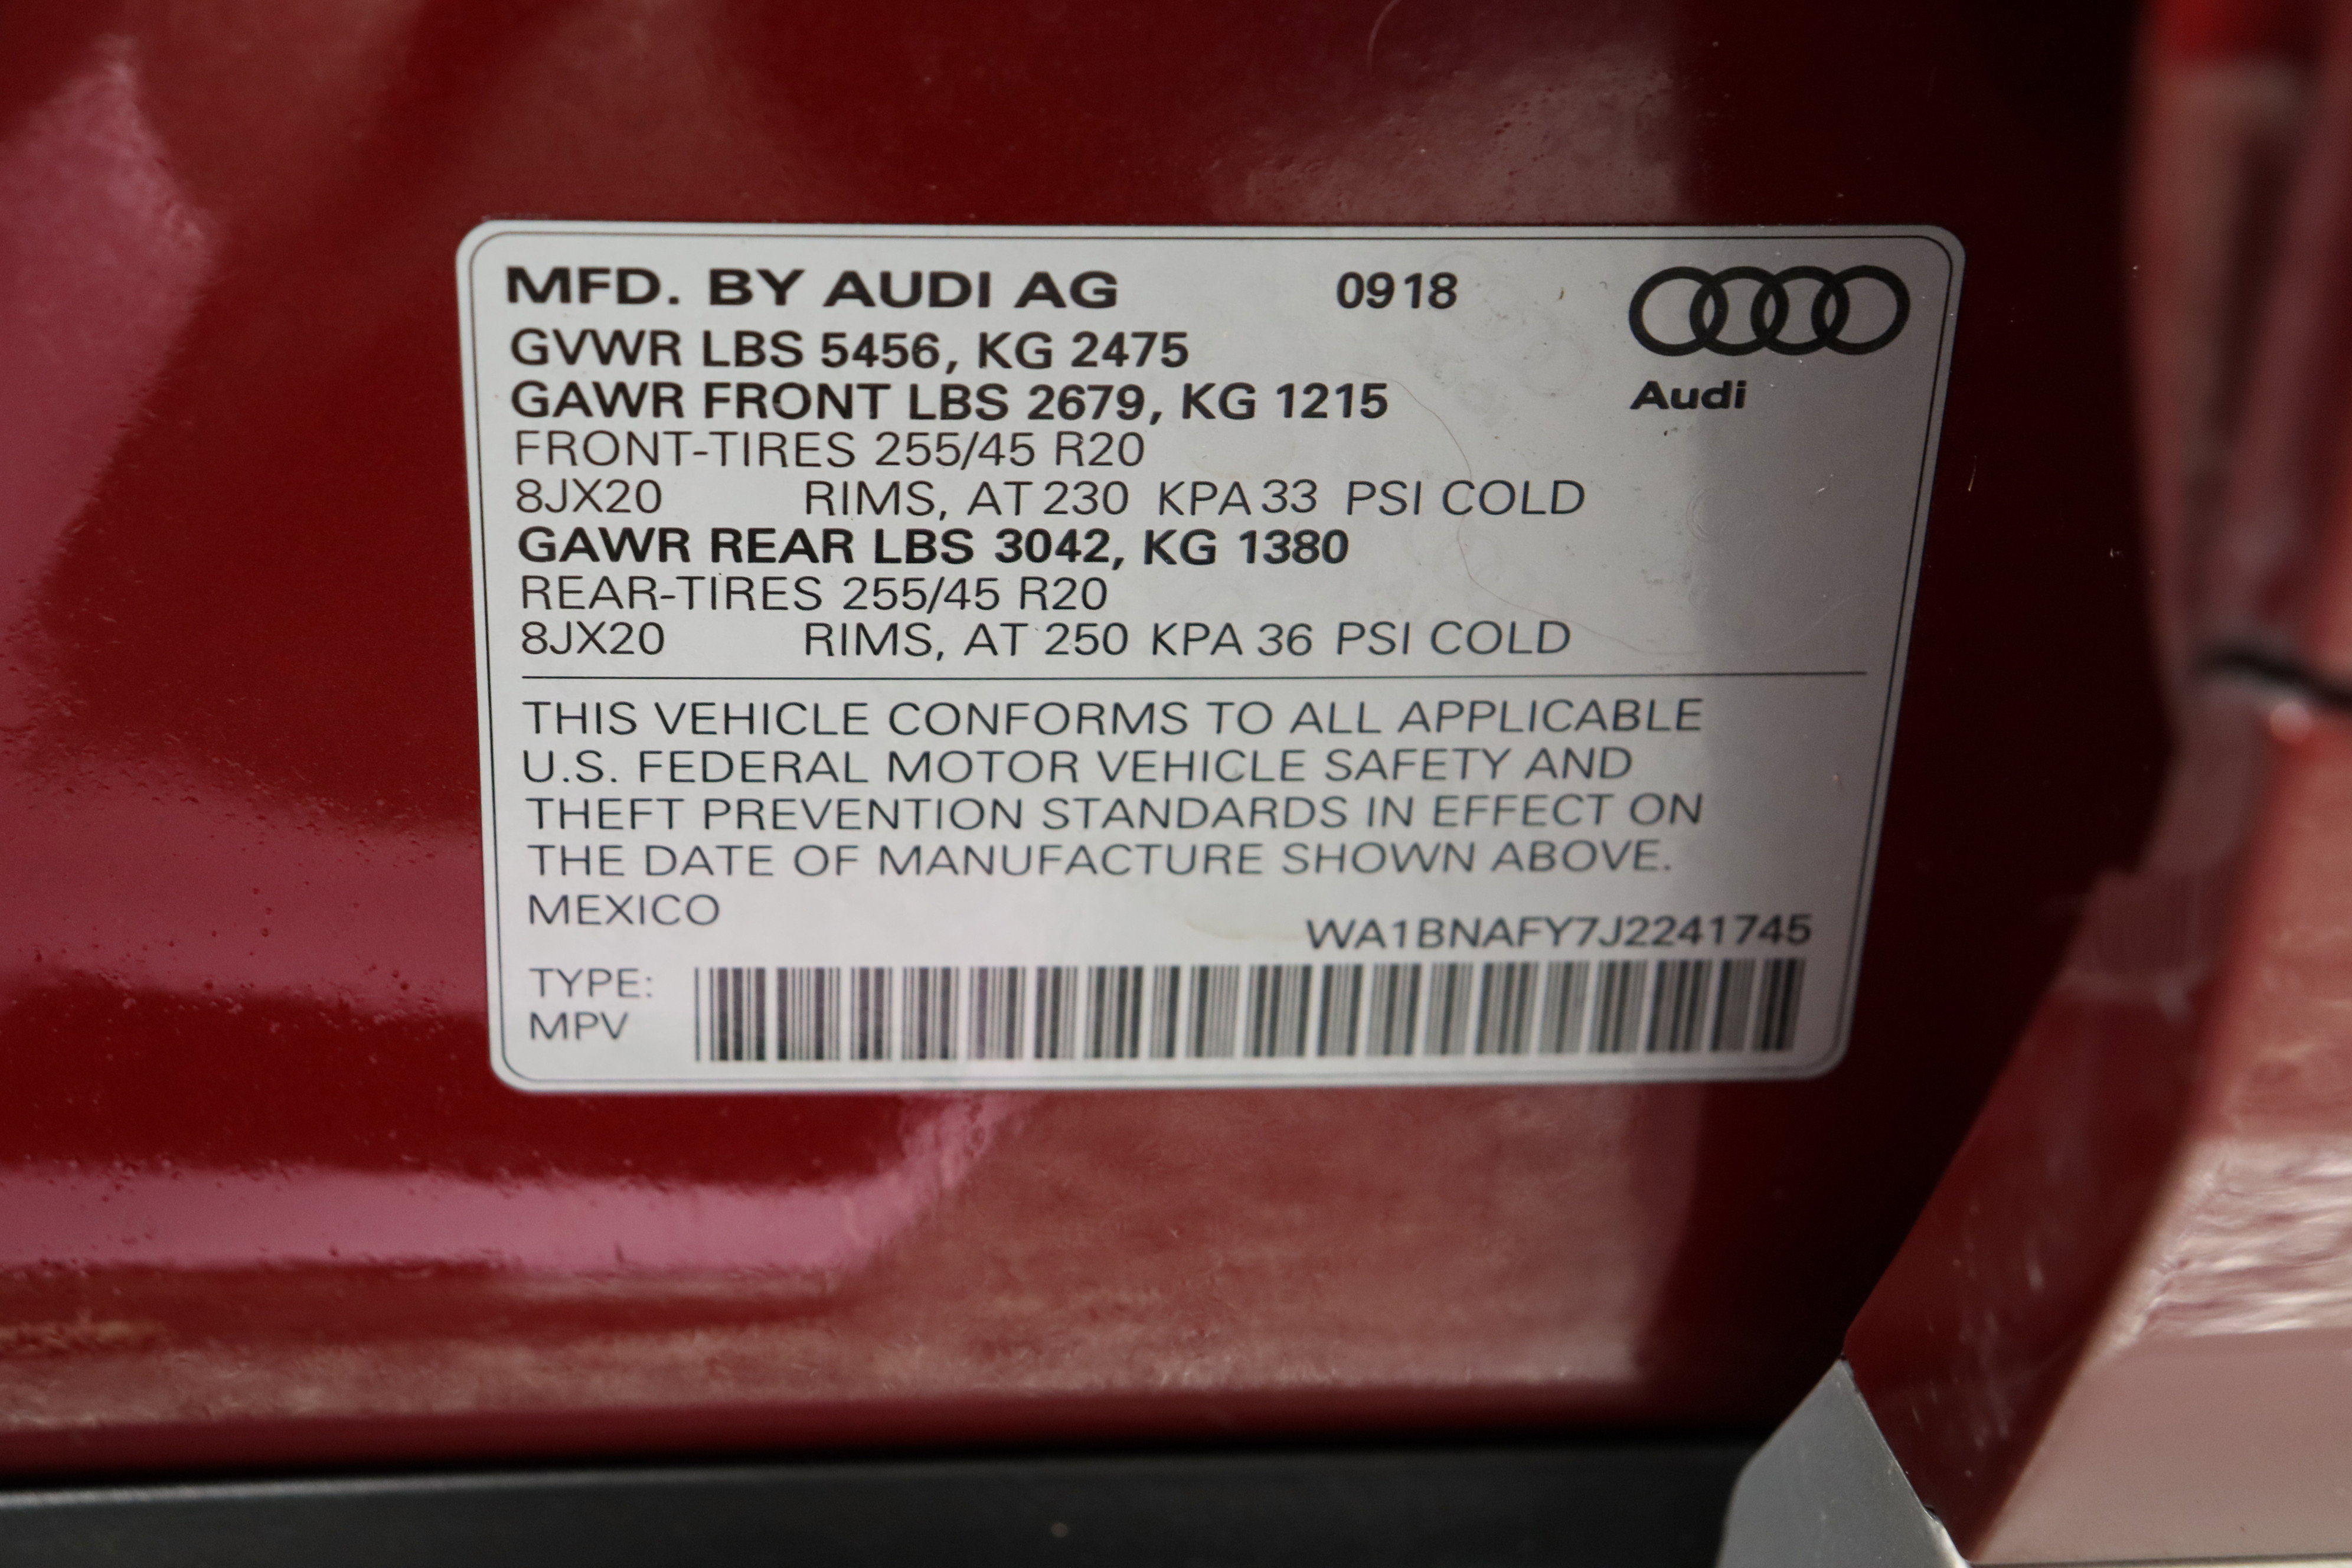 MFD. BY AUDI AG 0918
GVWR LBS 5456, KG 2475
GAWR FRONT LBS 2679, KG 1215
Audi
FRONT-TIRES 255/45 R20
8JX20 RIMS, AT 230 KPA 33 PSI COLD
GAWR REAR LBS 3042, KG 1380
REAR-TIRES 255/45 R20
8JX20 RIMS, AT 250 KPA 36 PSI COLD
THIS VEHICLE CONFORMS TO ALL APPLICABLE
U.S. FEDERAL MOTOR VEHICLE SAFETY AND
THEFT PREVENTION STANDARDS IN EFFECT ON
THE DATE OF MANUFACTURE SHOWN ABOVE.
MEXICO
WA1BNAFY7J2241745
TYPE:
MPV